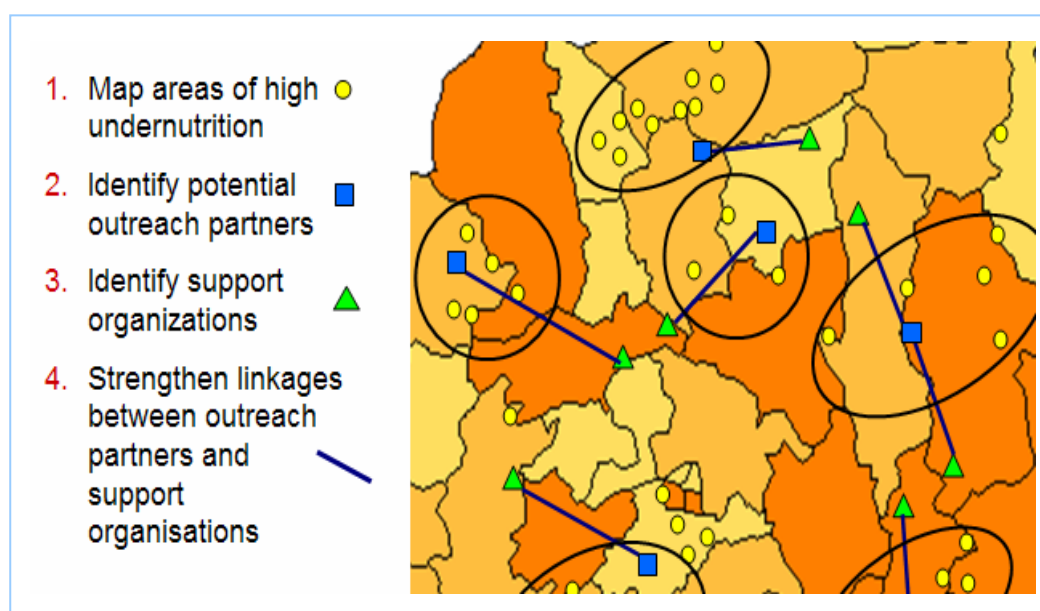 1. Map areas of high
undernutrition
2. Identify potential
outreach partners
3. Identify support
organizations
4. Strengthen linkages
between outreach
partners and
support
organisations